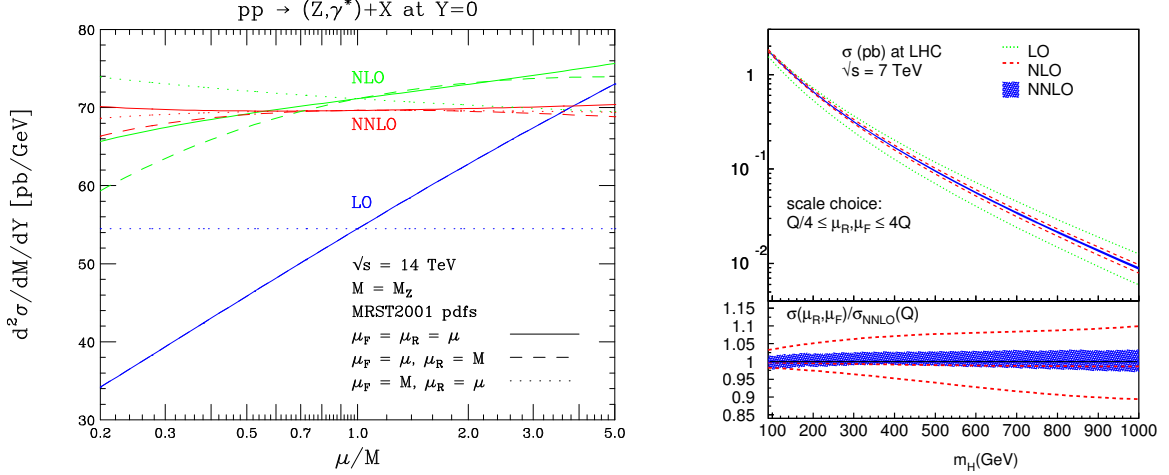 pp → (Z,γ*)+X at Y=0
d²σ/dM/dY [pb/GeV]
80
70
60
50
40
30
NLO
NNLO
LO
√s = 14 TeV
M = M_Z
MRST2001 pdfs
μ_F = μ_R = μ
μ_F = μ, μ_R = M
μ_F = M, μ_R = μ
0.2
0.5
0.7
1.0
2.0
3.0
5.0
μ/M
σ (pb) at LHC
√s = 7 TeV
LO
NLO
NNLO
1
10⁻¹
10⁻²
scale choice:
Q/4 ≤ μ_R,μ_F ≤ 4Q
σ(μ_R,μ_F)/σ_NNLO(Q)
1.15
1.1
1.05
1
0.95
0.9
0.85
100 200 300 400 500 600 700 800 900 1000
m_H(GeV)